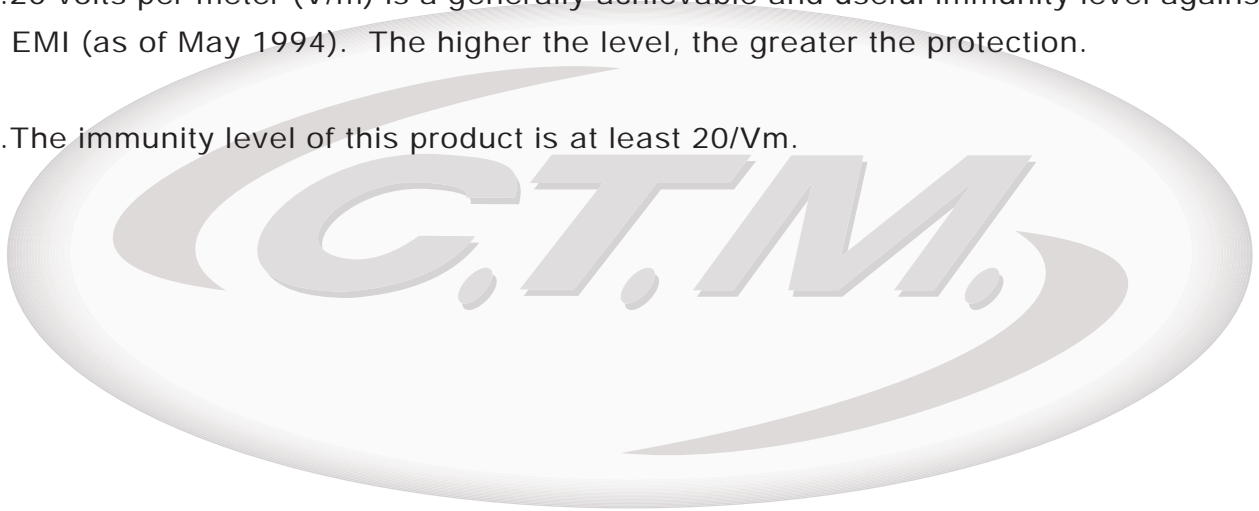 .20 volts per meter (V/m) is a generally achievable and useful immunity level agains
EMI (as of May 1994). The higher the level, the greater the protection.
.The immunity level of this product is at least 20/Vm.
C.T.M.